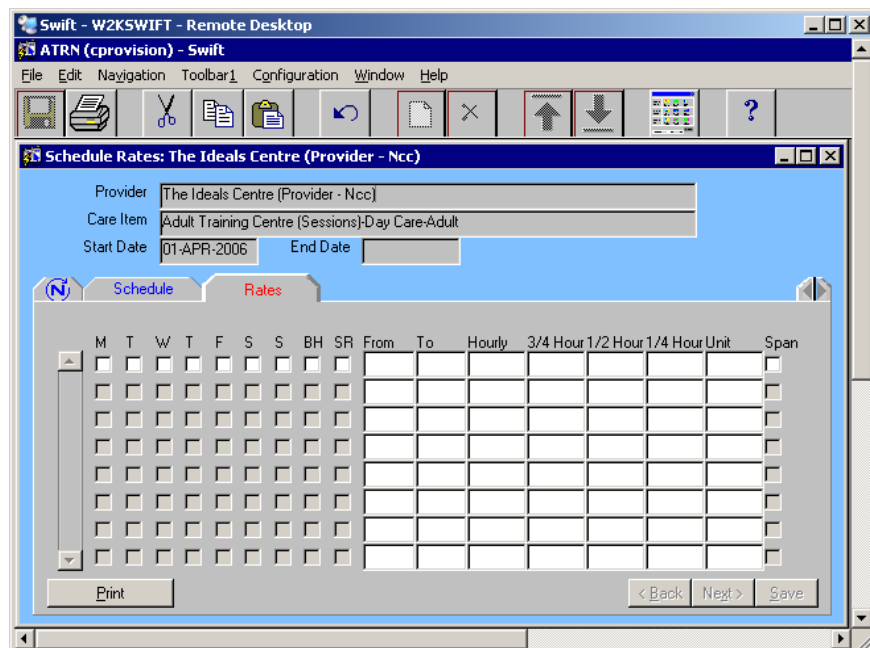 Swift - W2KSWIFT - Remote Desktop
ATRN (cprovision) - Swift
File Edit Navigation Toolbar1 Configuration Window Help
?
Schedule Rates: The Ideals Centre (Provider - Ncc)
Provider The Ideals Centre (Provider - Ncc)
Care Item Adult Training Centre (Sessions)-Day Care-Adult
Start Date 01-APR-2006 End Date
N Schedule Rates
M T W T F S S BH SR From To Hourly 3/4 Hour 1/2 Hour 1/4 Hour Unit Span
Print < Back Next > Save